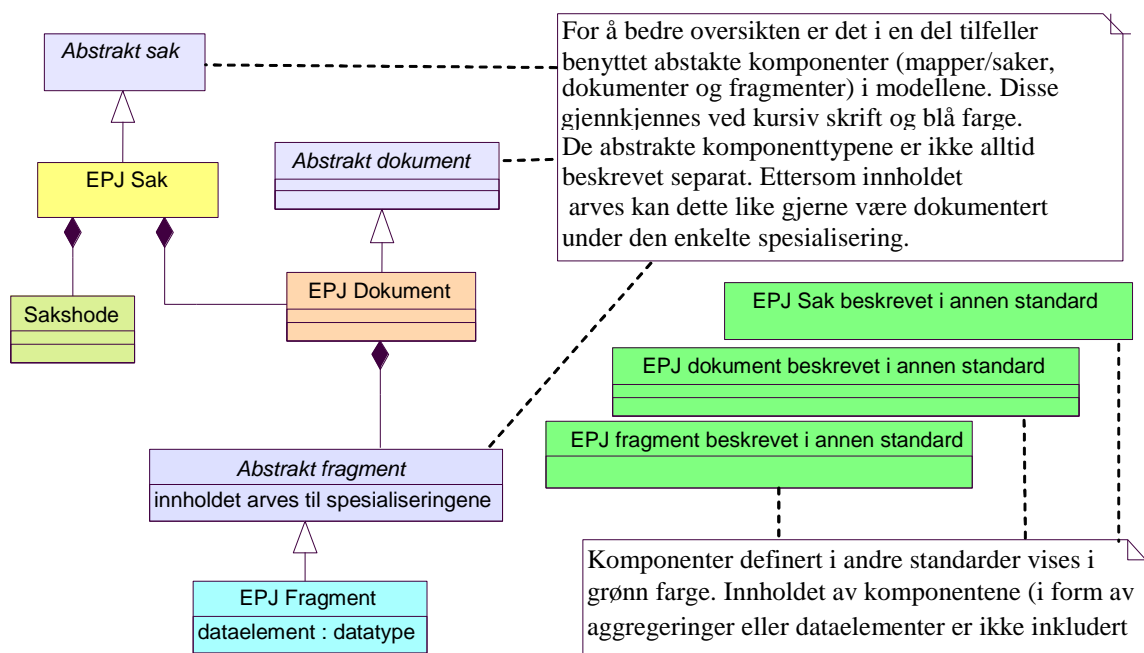 Abstrakt sak
For å bedre oversikten er det i en del tilfeller
benyttet abstakte komponenter (mapper/saker,
dokumenter og fragmenter) i modellene. Disse
gjennkjennes ved kursiv skrift og blå farge.
De abstrakte komponenttypene er ikke alltid
beskrevet separat. Ettersom innholdet
arves kan dette like gjerne være dokumentert
under den enkelte spesialisering.
Abstrakt dokument
EPJ Sak
EPJ Dokument
Sakshode
EPJ Sak beskrevet i annen standard
EPJ dokument beskrevet i annen standard
EPJ fragment beskrevet i annen standard
Abstrakt fragment
innholdet arves til spesialiseringene
EPJ Fragment
dataelement : datatype
Komponenter definert i andre standarder vises i
grønn farge. Innholdet av komponentene (i form av
aggregeringer eller dataelementer er ikke inkludert